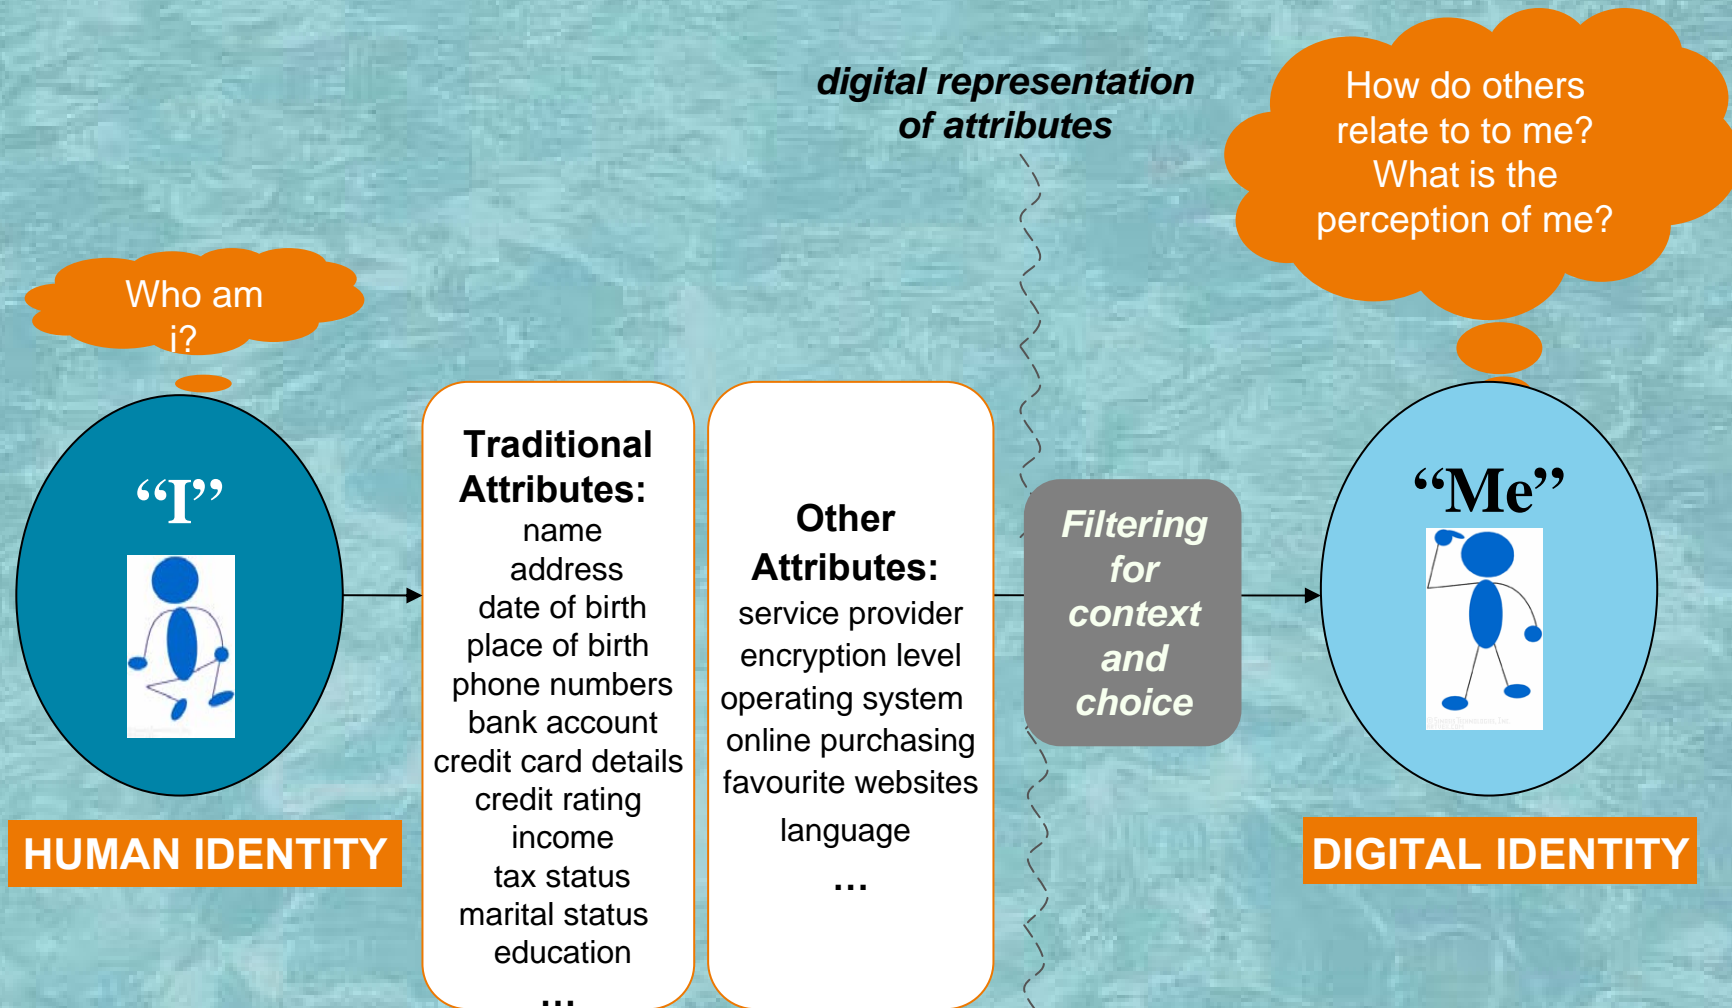 digital representation
of attributes
How do others
relate to to me?
What is the
perception of me?
Who am
i?
“I”
HUMAN IDENTITY
Traditional
Attributes:
name
address
date of birth
place of birth
phone numbers
bank account
credit card details
credit rating
income
tax status
marital status
education
…
Other
Attributes:
service provider
encryption level
operating system
online purchasing
favourite websites
language
…
Filtering
for
context
and
choice
“Me”
DIGITAL IDENTITY